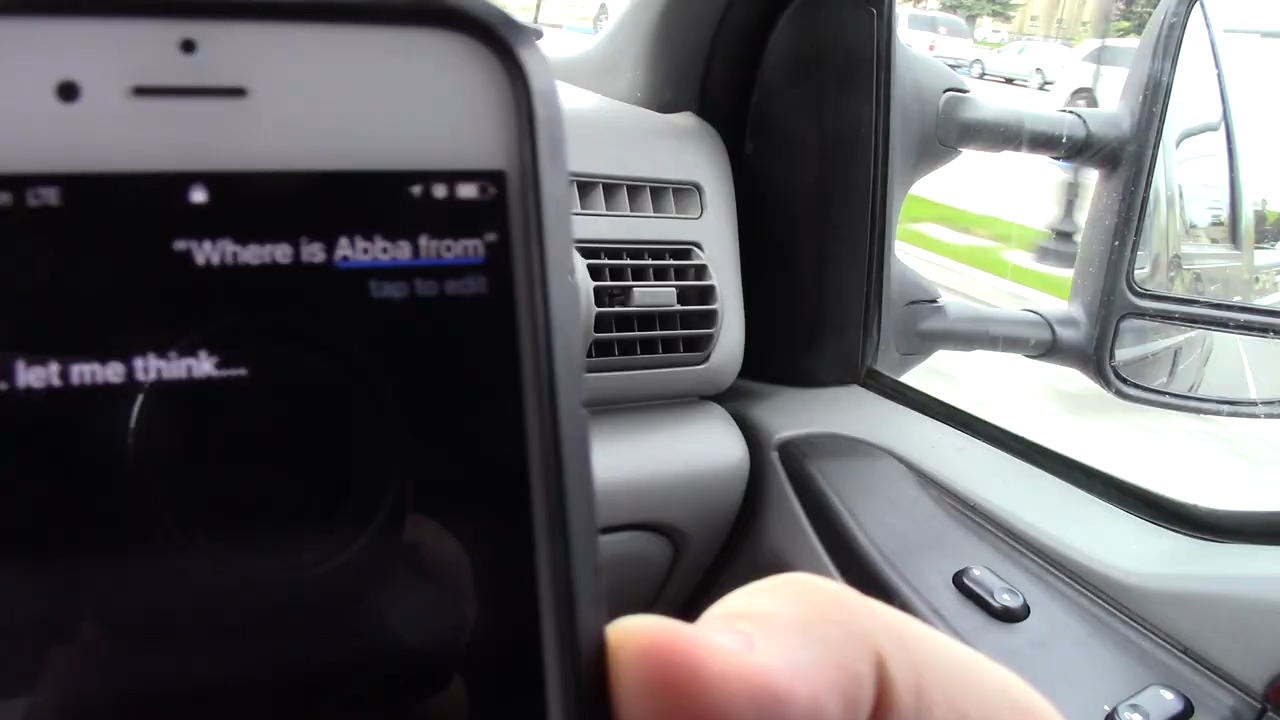 LTE
“Where is Abba from”
tap to edit
let me think...